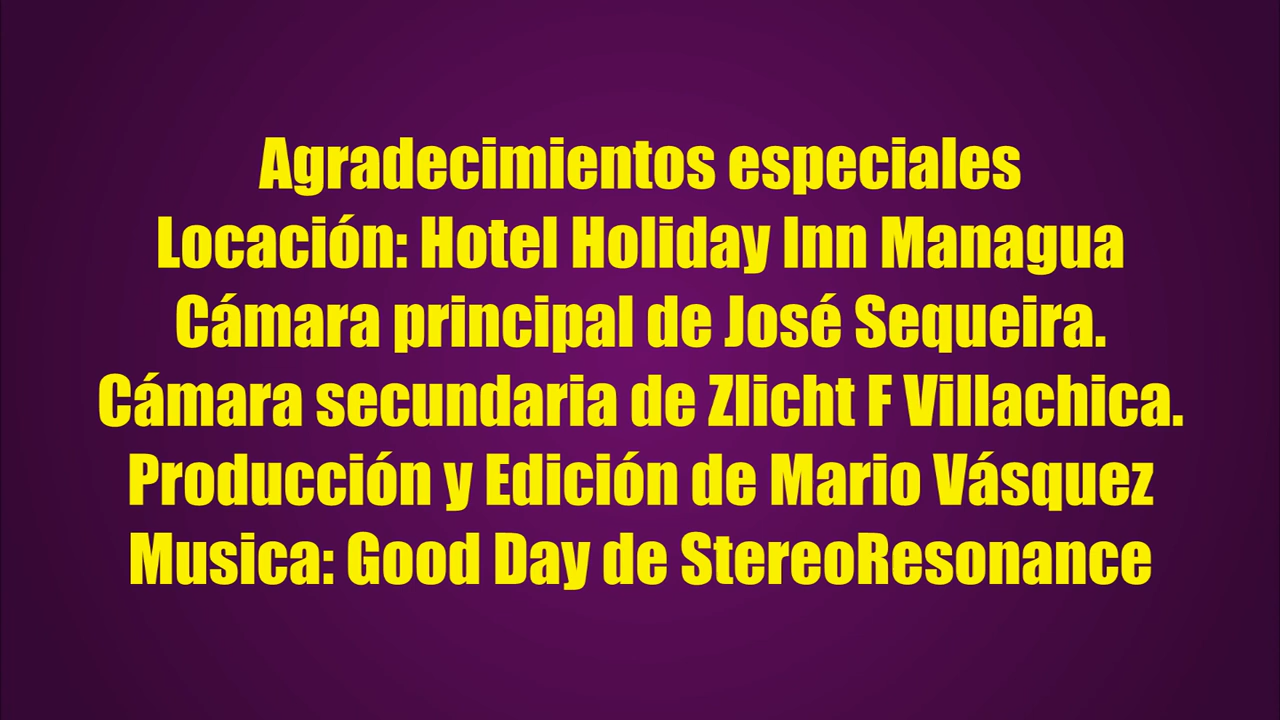 Agradecimientos especiales
Locación: Hotel Holiday Inn Managua
Cámara principal de José Sequeira.
Cámara secundaria de Zlicht F Villachica.
Producción y Edición de Mario Vásquez
Musica: Good Day de StereoResonance